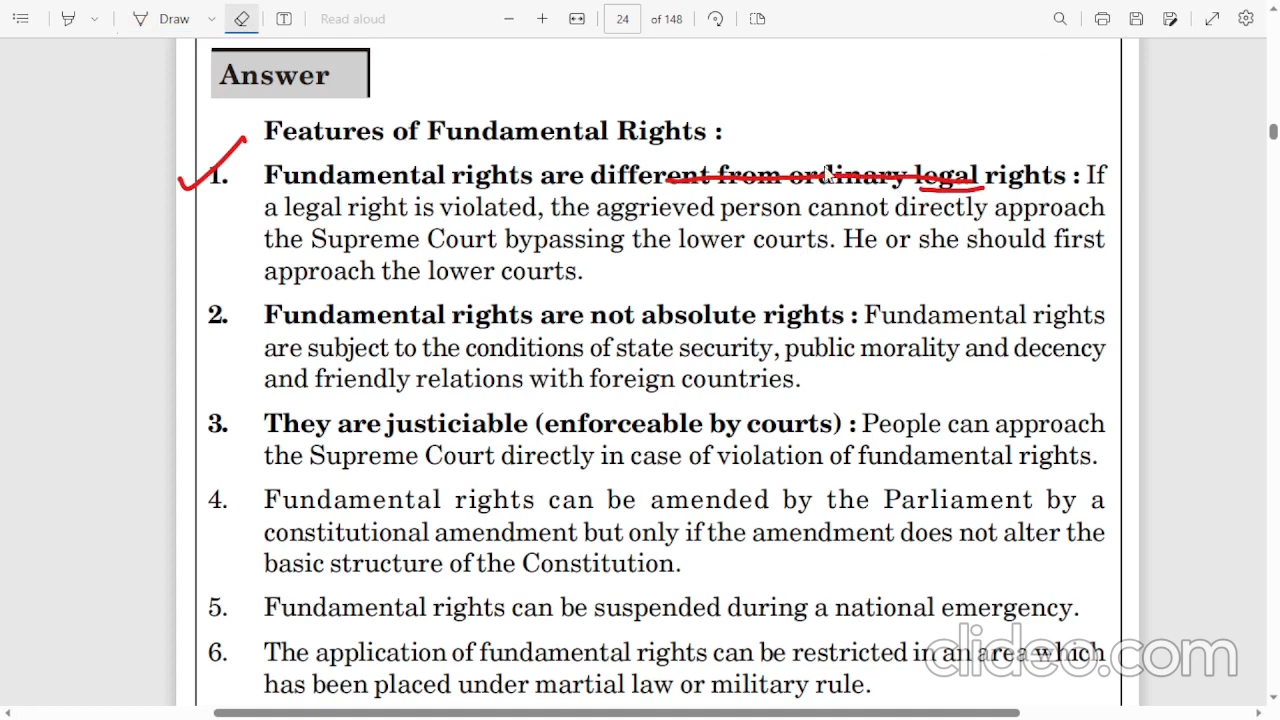 Draw
Read aloud
24 of 148
Answer
Features of Fundamental Rights :
1. Fundamental rights are different from ordinary legal rights : If
a legal right is violated, the aggrieved person cannot directly approach
the Supreme Court bypassing the lower courts. He or she should first
approach the lower courts.
2. Fundamental rights are not absolute rights : Fundamental rights
are subject to the conditions of state security, public morality and decency
and friendly relations with foreign countries.
3. They are justiciable (enforceable by courts) : People can approach
the Supreme Court directly in case of violation of fundamental rights.
4. Fundamental rights can be amended by the Parliament by a
constitutional amendment but only if the amendment does not alter the
basic structure of the Constitution.
5. Fundamental rights can be suspended during a national emergency.
6. The application of fundamental rights can be restricted in an area which
has been placed under martial law or military rule.
clideo.com